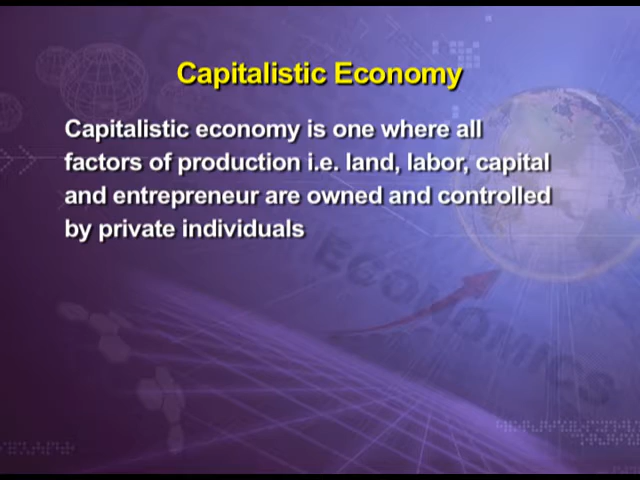 Capitalistic Economy
Capitalistic economy is one where all
factors of production i.e. land, labor, capital
and entrepreneur are owned and controlled
by private individuals
ECONOMICS